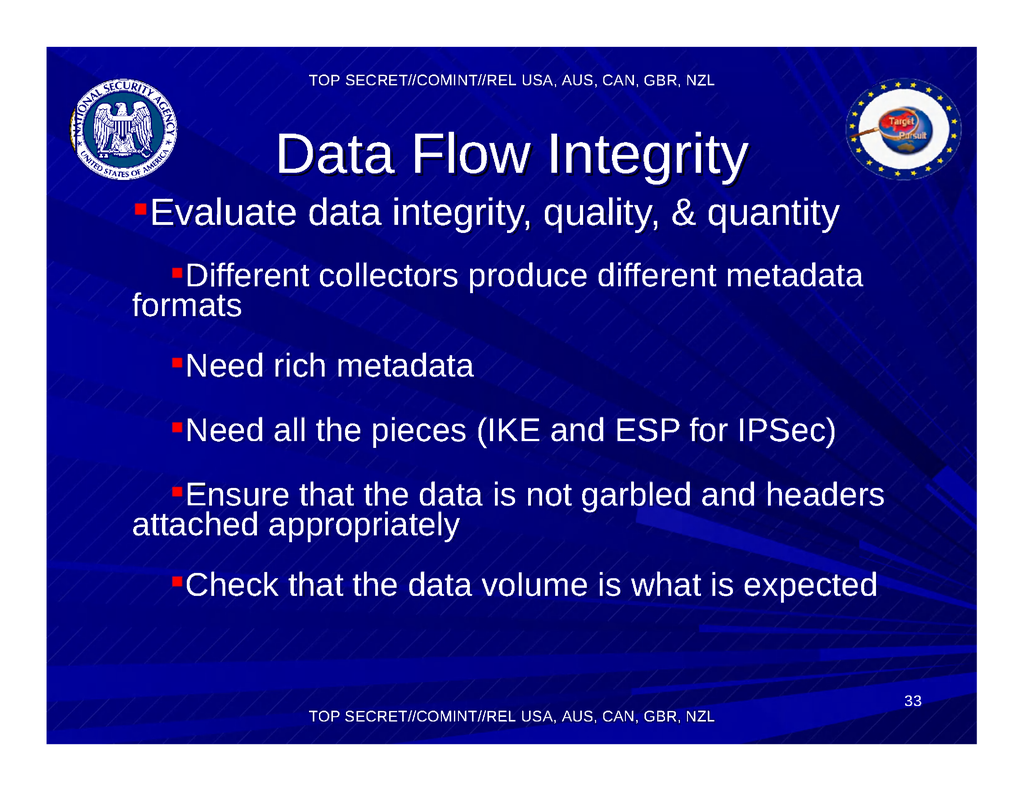 TOP SECRET//COMINT//REL USA, AUS, CAN, GBR, NZL
NATIONAL SECURITY AGENCY
UNITED STATES OF AMERICA
Target
Pursuit
Data Flow Integrity
▪Evaluate data integrity, quality, & quantity
▪Different collectors produce different metadata
formats
▪Need rich metadata
▪Need all the pieces (IKE and ESP for IPSec)
▪Ensure that the data is not garbled and headers
attached appropriately
▪Check that the data volume is what is expected
33
TOP SECRET//COMINT//REL USA, AUS, CAN, GBR, NZL